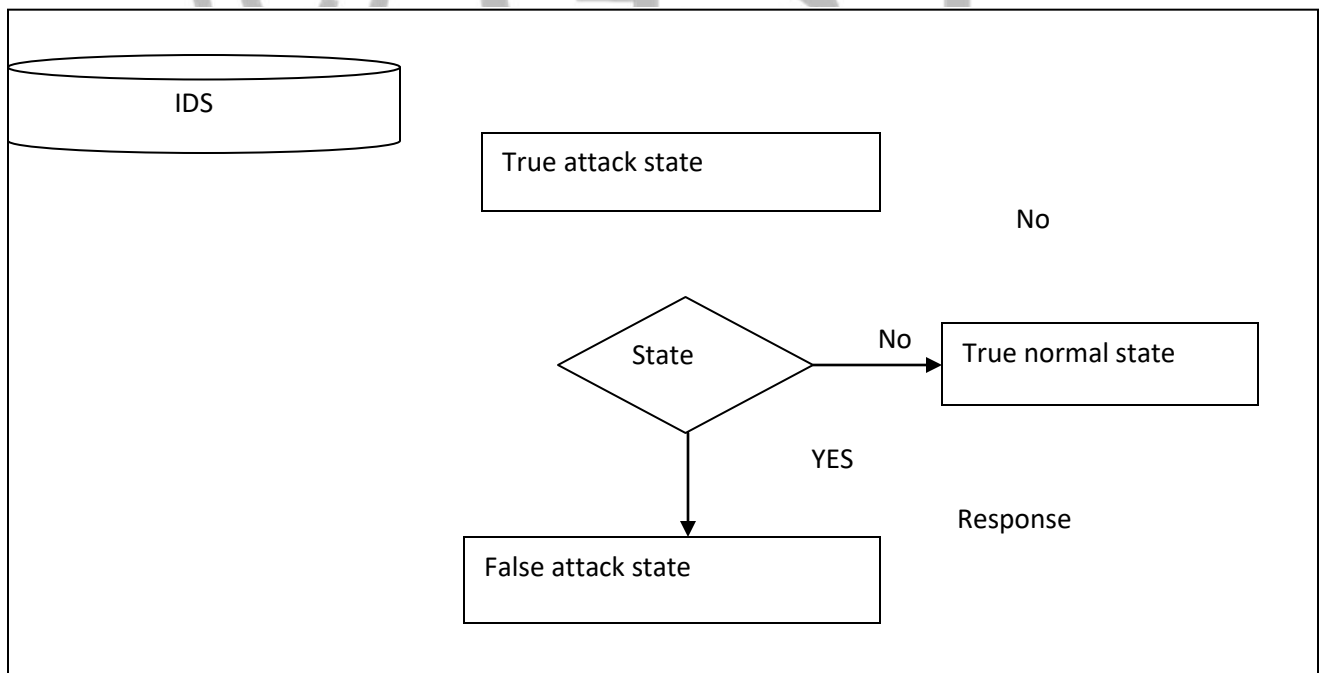 IDS
True attack state
No
State
No
True normal state
YES
Response
False attack state